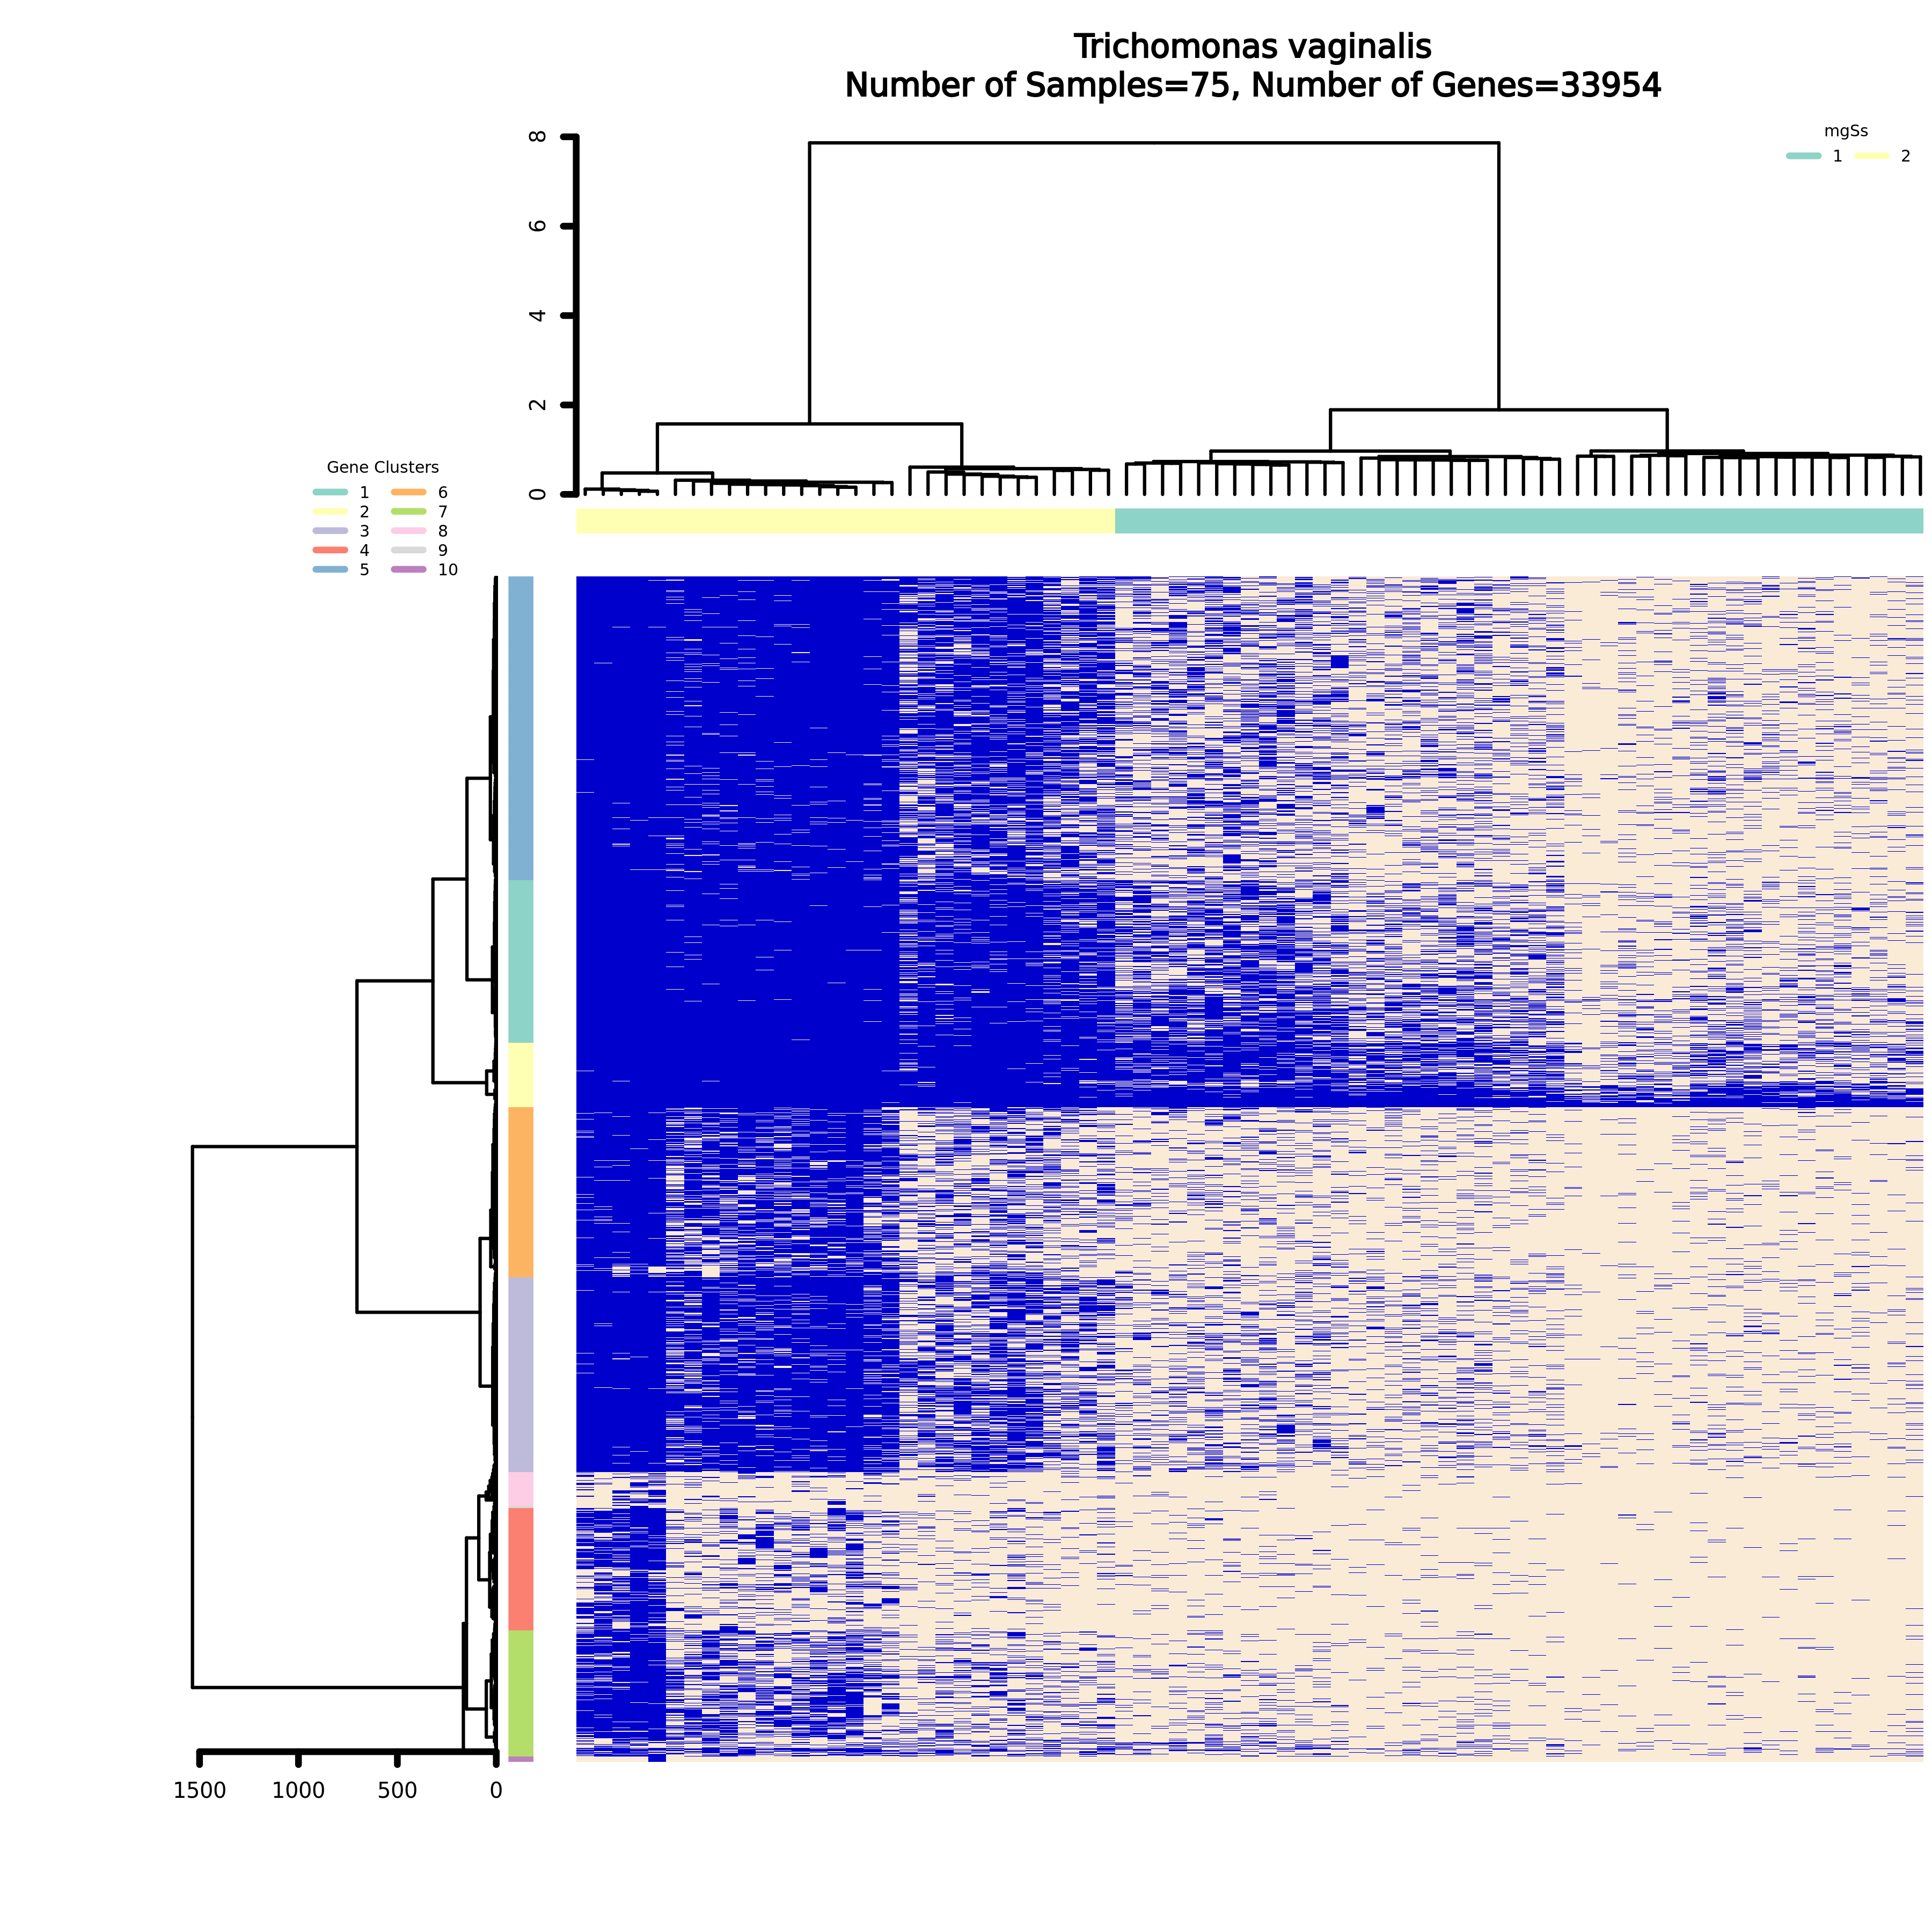 Trichomonas vaginalis
Number of Samples=75, Number of Genes=33954
mgSs
1 2
8
6
4
2
0
Gene Clusters
1 6
2 7
3 8
4 9
5 10
1500 1000 500 0